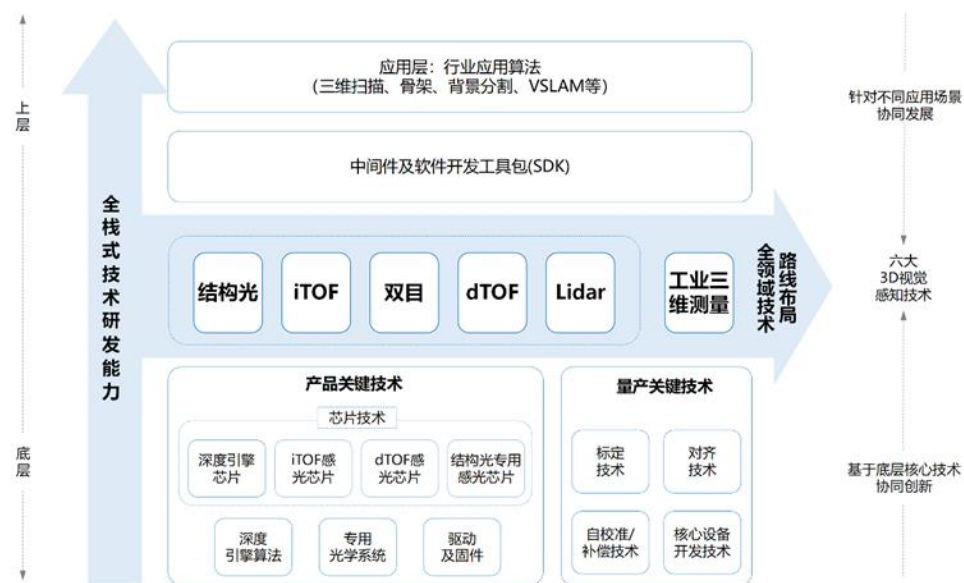 应用层：行业应用算法
(三维扫描、骨架、背景分割、VSLAM等)
中间件及软件开发工具包(SDK)
上层
底层
全栈式技术研发能力
结构光
iTOF
双目
dTOF
Lidar
工业三
维测量
全领域技术
路线布局
针对不同应用场景
协同发展
六大
3D视觉
感知技术
基于底层核心技术
协同创新
产品关键技术
芯片技术
深度引擎
芯片
iTOF感
光芯片
dTOF感
光芯片
结构光专用
感光芯片
深度
引擎算法
专用
光学系统
驱动
及固件
量产关键技术
标定
技术
对齐
技术
自校准/
补偿技术
核心设备
开发技术